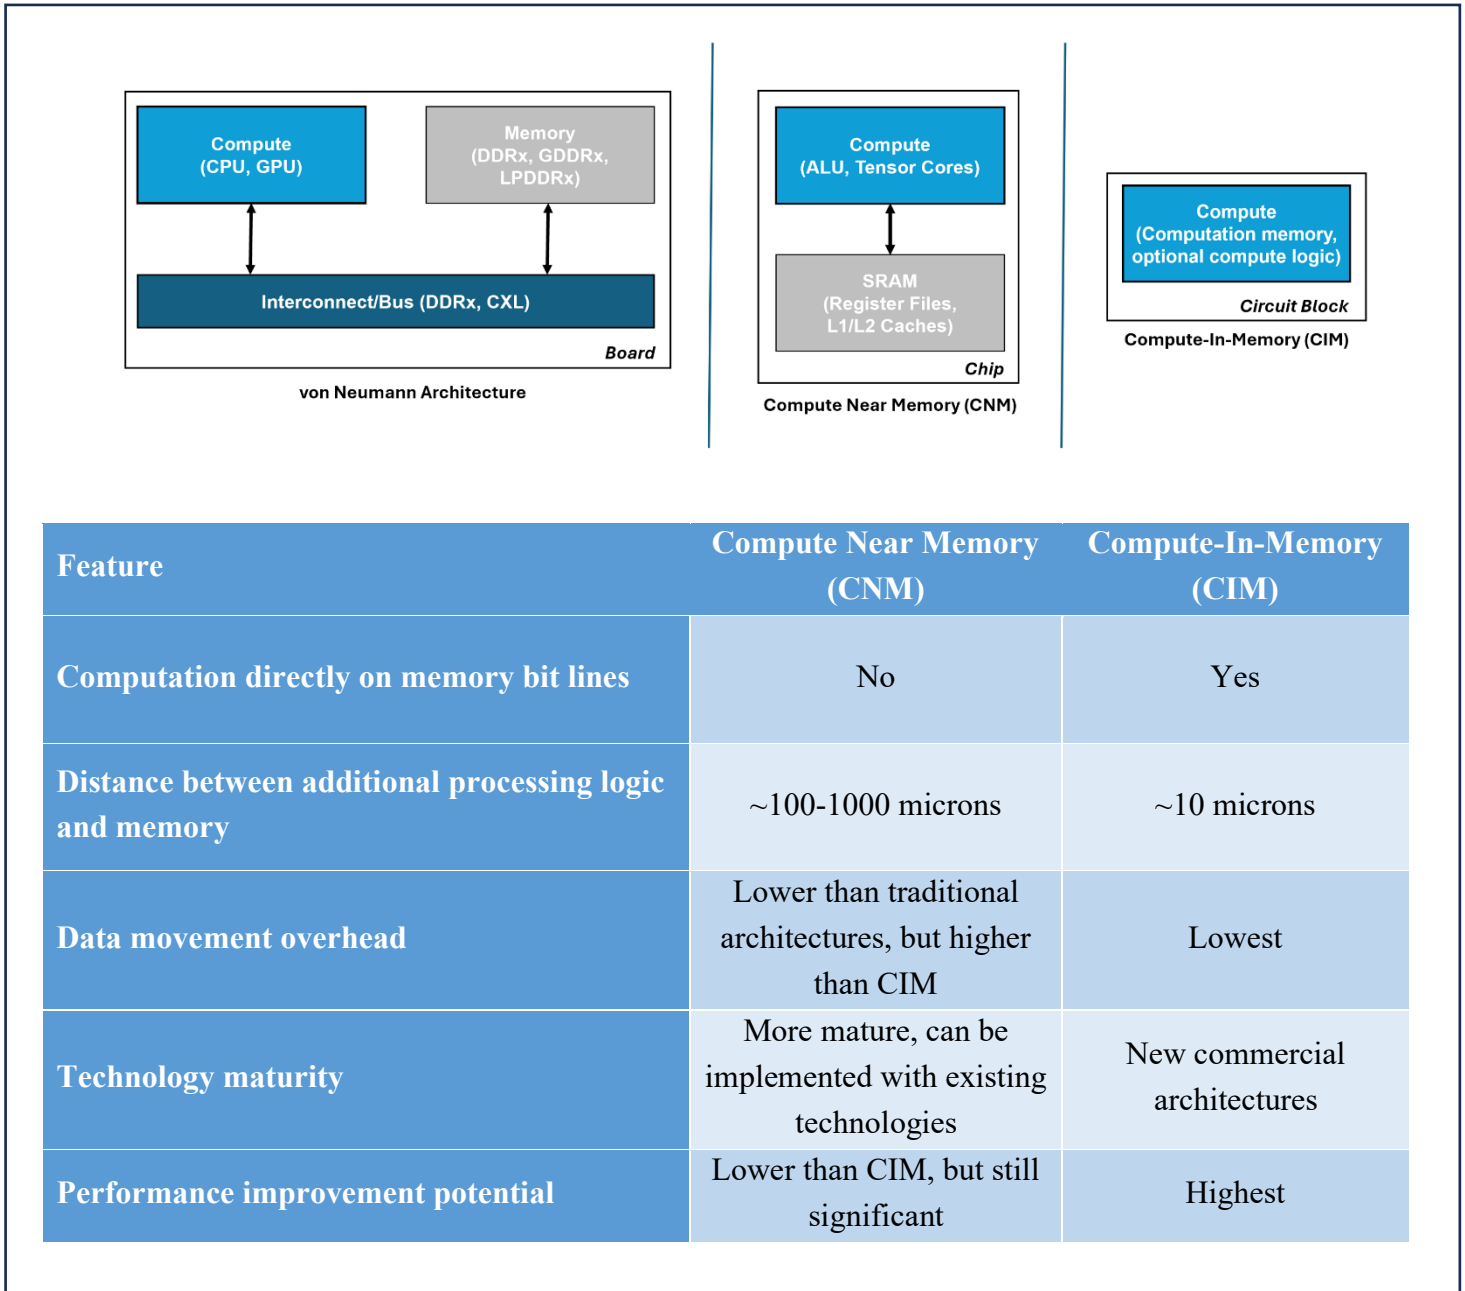 Compute
(CPU, GPU)
Memory
(DDRx, GDDRx,
LPDDRx)
Interconnect/Bus (DDRx, CXL)
Board
von Neumann Architecture
Compute
(ALU, Tensor Cores)
SRAM
(Register Files,
L1/L2 Caches)
Chip
Compute Near Memory (CNM)
Compute
(Computation memory,
optional compute logic)
Circuit Block
Compute-In-Memory (CIM)
Feature
Compute Near Memory
(CNM)
Compute-In-Memory
(CIM)
Computation directly on memory bit lines
No
Yes
Distance between additional processing logic
and memory
~100-1000 microns
~10 microns
Data movement overhead
Lower than traditional
architectures, but higher
than CIM
Lowest
Technology maturity
More mature, can be
implemented with existing
technologies
New commercial
architectures
Performance improvement potential
Lower than CIM, but still
significant
Highest